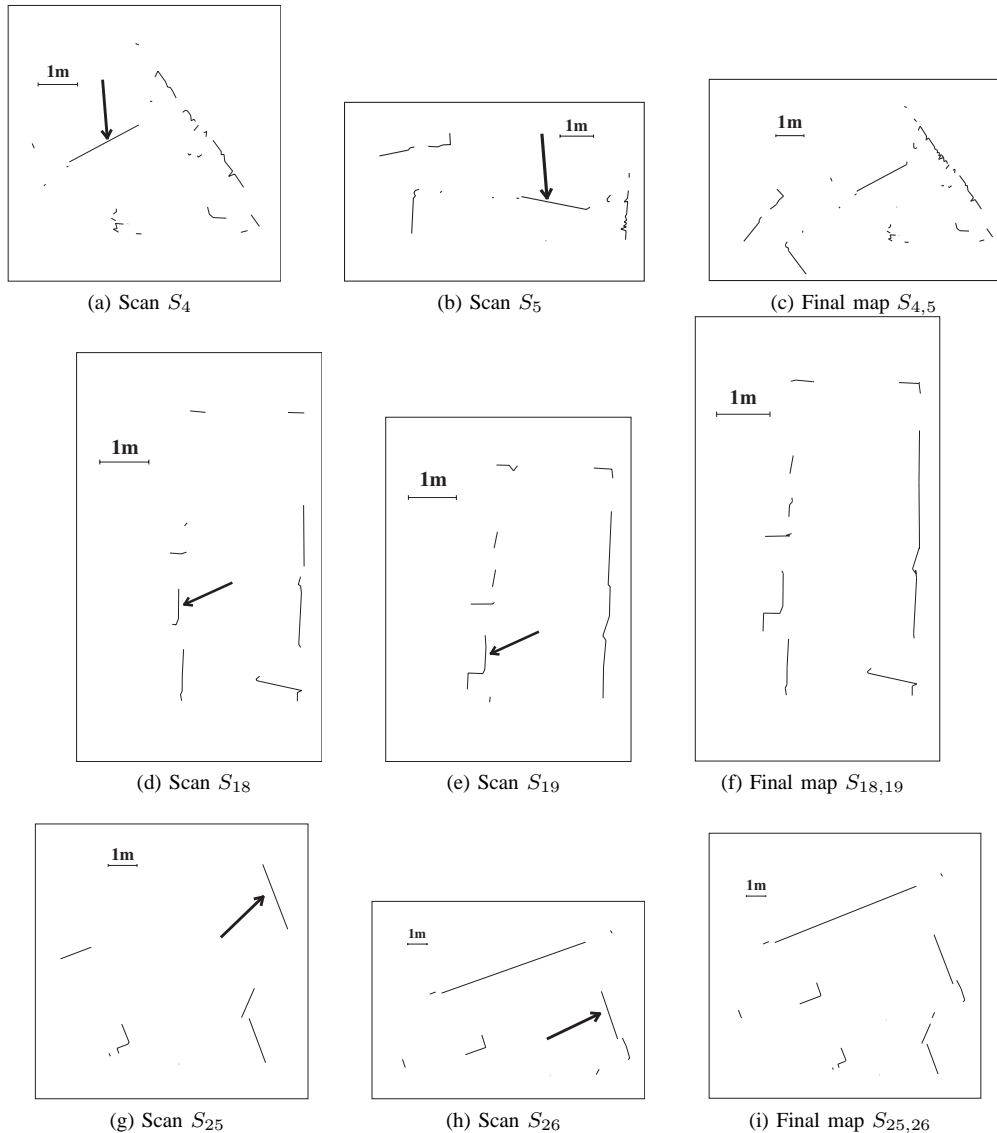 1m
1m
1m
(a) Scan S4
(b) Scan S5
(c) Final map S4,5
1m
1m
1m
(d) Scan S18
(e) Scan S19
(f) Final map S18,19
1m
1m
1m
(g) Scan S25
(h) Scan S26
(i) Final map S25,26